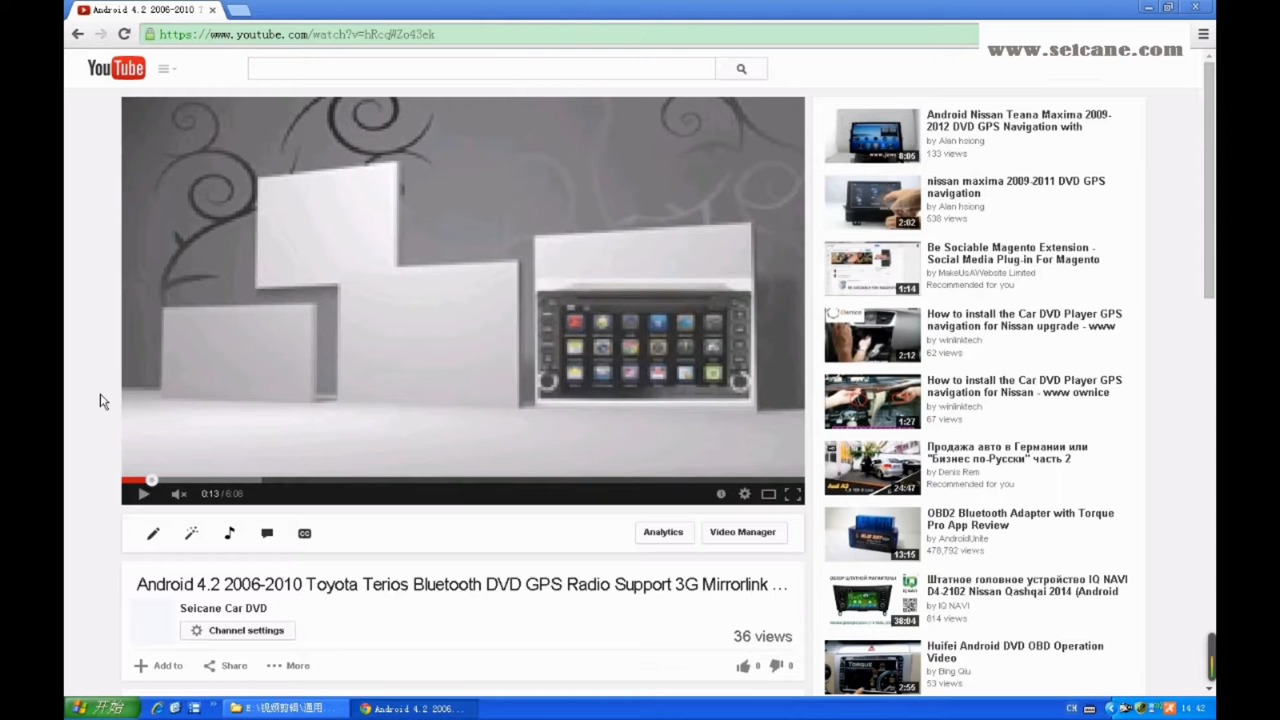 Android 4.2 2006-2010 T
https://www.youtube.com/watch?v=hRcqWZo43ek
www.seicane.com
YouTube
Android Nissan Teana Maxima 2009-
2012 DVD GPS Navigation with
by Alan hsiong
133 views
8:05
nissan maxima 2009-2011 DVD GPS
navigation
by Alan hsiong
538 views
2:02
Be Sociable Magento Extension -
Social Media Plug-in For Magento
by MakeUsAWebsite Limited
Recommended for you
1:14
Ownice
How to install the Car DVD Player GPS
navigation for Nissan upgrade - www
by winlinktech
62 views
2:12
How to install the Car DVD Player GPS
navigation for Nissan - www ownice
by winlinktech
67 views
1:27
Продажа авто в Германии или
"Бизнес по-Русски" часть 2
by Denis Rem
Recommended for you
24:47
OBD2 Bluetooth Adapter with Torque
Pro App Review
by AndroidUnite
478,792 views
13:15
Штатное головное устройство IQ NAVI
D4-2102 Nissan Qashqai 2014 (Android
by IQ NAVI
814 views
38:04
Huifei Android DVD OBD Operation
Video
by Bing Qiu
53 views
2:55
0:13 / 6:08
Analytics
Video Manager
Android 4.2 2006-2010 Toyota Terios Bluetooth DVD GPS Radio Support 3G Mirrorlink ...
Seicane Car DVD
Channel settings
36 views
Add to
Share
More
0
0
开始
E:\视频剪辑\通用...
Android 4.2 2006...
CH
14:42